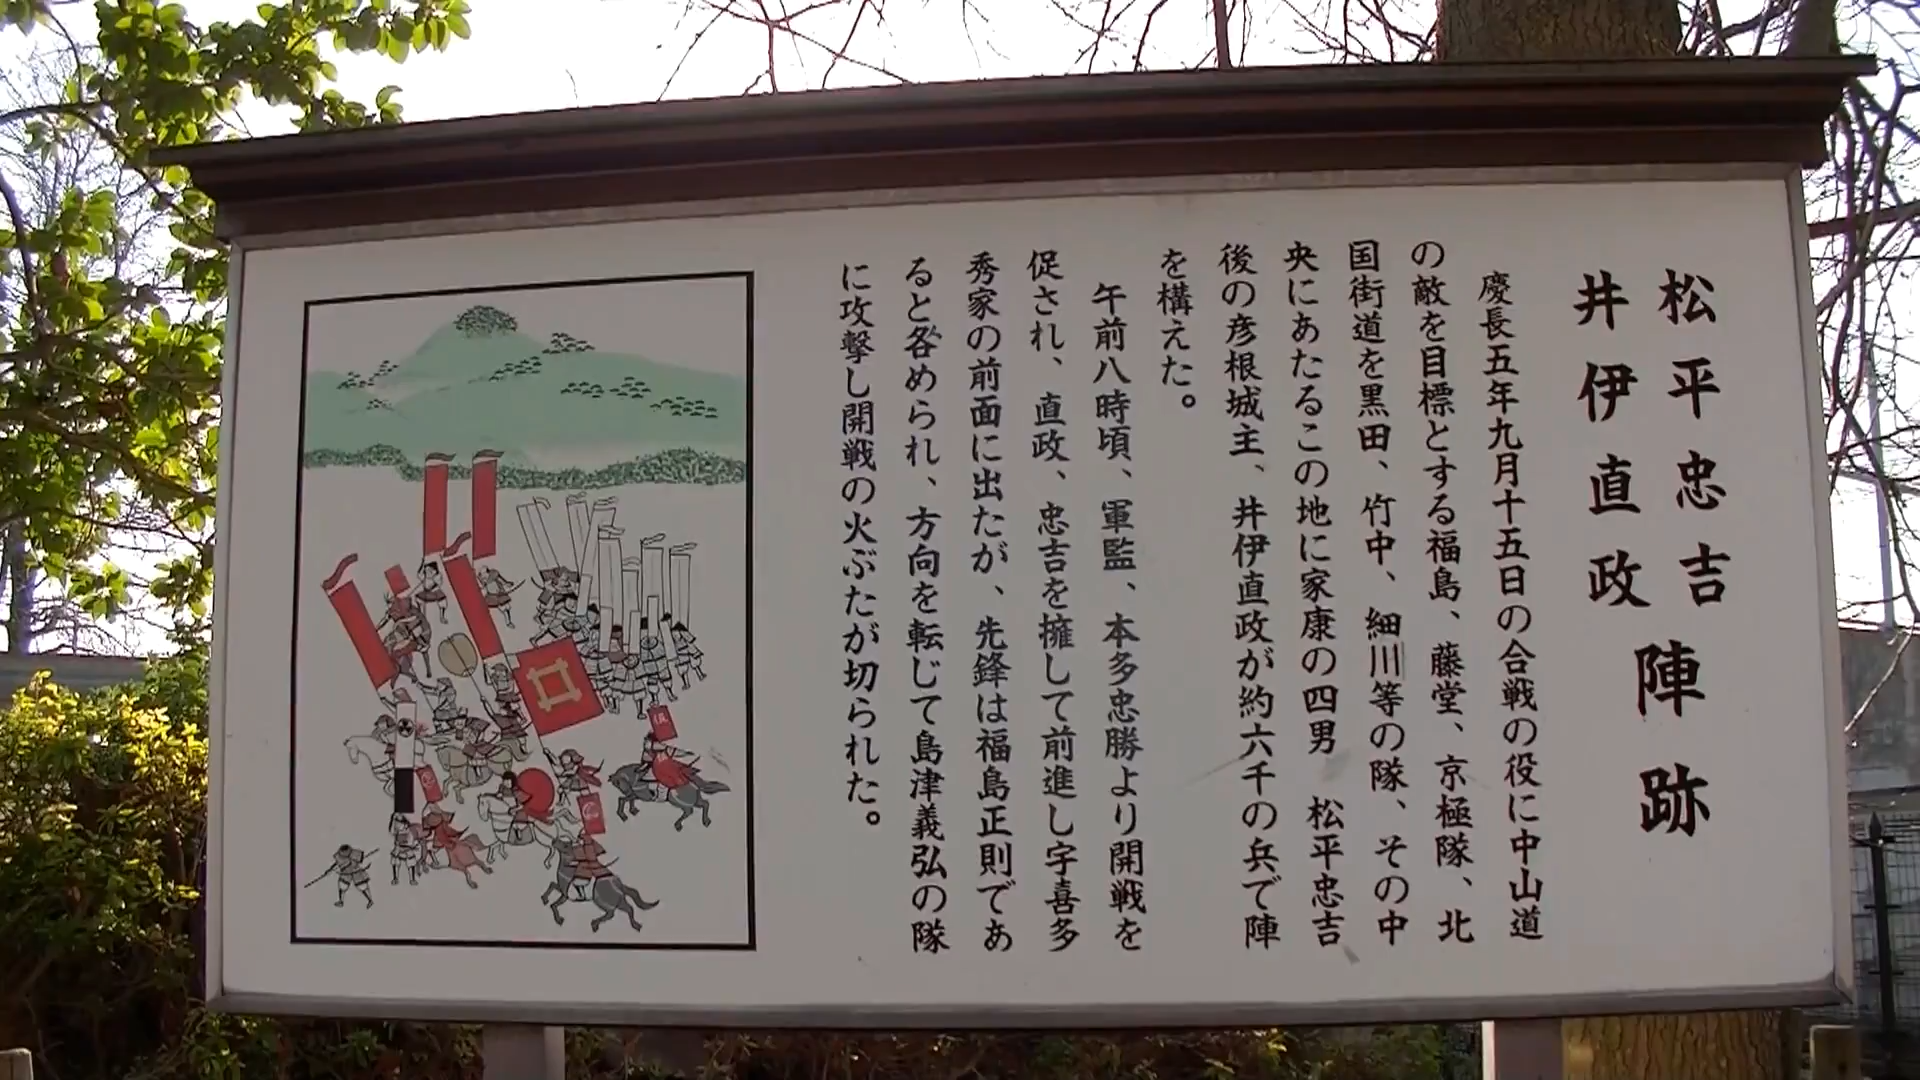 松平忠吉
井伊直政
陣跡
慶長五年九月十五日の合戦の役に中山道
の敵を目標とする福島、藤堂、京極隊、北
国街道を黒田、竹中、細川等の隊、その中
央にあたるこの地に家康の四男　松平忠吉
後の彦根城主、井伊直政が約六千の兵で陣
を構えた。
午前八時頃、軍監、本多忠勝より開戦を
促され、直政、忠吉を擁して前進し宇喜多
秀家の前面に出たが、先鋒は福島正則であ
ると咎められ、方向を転じて島津義弘の隊
に攻撃し開戦の火ぶたが切られた。